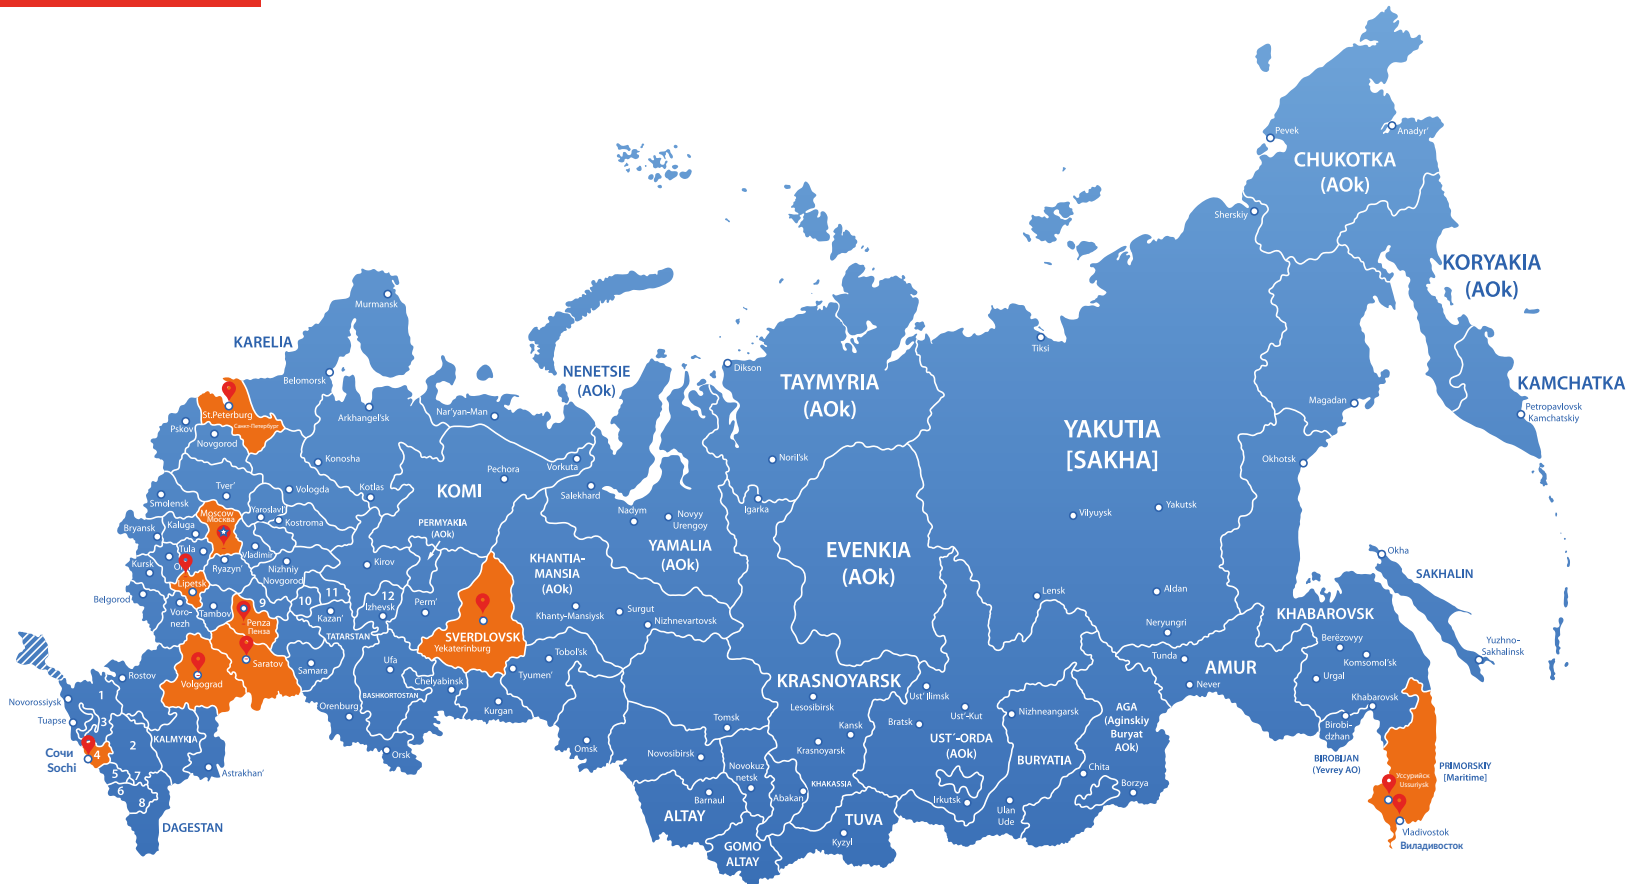 Pevek
Anadyr'
CHUKOTKA
(AOk)
Sherskiy
KORYAKIA
(AOk)
Murmansk
KARELIA
Tiksi
Belomorsk
NENETSIE
(AOk)
Dikson
TAYMYRIA
(AOk)
KAMCHATKA
Petropavlovsk
Kamchatskiy
Magadan
St.Peterburg
Санкт-Петербург
Arkhangel'sk
Nar'yan-Man
Pskov
Novgorod
YAKUTIA
[SAKHA]
Konosha
Pechora
Vorkuta
Noril'sk
Okhotsk
Tver'
Vologda
Kotlas
KOMI
Salekhard
Smolensk
Moscow
Москва
Yaroslavl'
Kostroma
Nadym
Novyy
Urengoy
Igarka
Vilyuysk
Yakutsk
Bryansk
Kaluga
PERMYAKIA
(AOk)
YAMALIA
(AOk)
EVENKIA
(AOk)
Tula
Vladimir
Kursk
Ryazyn'
Nizhniy
Novgorod
Kirov
KHANTIA-
MANSIA
(AOk)
Okha
SAKHALIN
Lipetsk
Belgorod
Voro-
nezh
Tambov
9
10
11
12
Kazan'
Izhevsk
Perm'
Khanty-Mansiysk
Surgut
Nizhnevartovsk
Lensk
Aldan
KHABAROVSK
Penza
Пенза
TATARSTAN
SVERDLOVSK
Yekaterinburg
Neryungri
Berëzovyy
Komsomol'sk
Yuzhno-
Sakhalinsk
Saratov
Samara
Ufa
Tobol'sk
Tyumen'
Tunda
AMUR
Urgal
Rostov
Volgograd
Chelyabinsk
BASHKORTOSTAN
KRASNOYARSK
Lesosibirsk
Ust' Ilimsk
Never
Khabarovsk
Novorossiysk
1
Orenburg
Kurgan
Ust'-Kut
Nizhneangarsk
AGA
(Aginskiy
Buryat
AOk)
Tuapse
3
Tomsk
Kansk
Bratsk
Birobi-
dzhan
2
KALMYKIA
Omsk
Krasnoyarsk
UST'-ORDA
(AOk)
BURYATIA
Сочи
Sochi
4
Orsk
Novosibirsk
Novokuz
netsk
BIROBIJAN
(Yevrey AO)
PRIMORSKIY
[Maritime]
5
7
Astrakhan'
Chita
6
8
Barnaul
Abakan
KHAKASSIA
Irkutsk
Borzya
Уссурийск
Ussuriysk
ALTAY
TUVA
Ulan
Ude
DAGESTAN
Kyzyl
Vladivostok
Виладивосток
GOMO
ALTAY